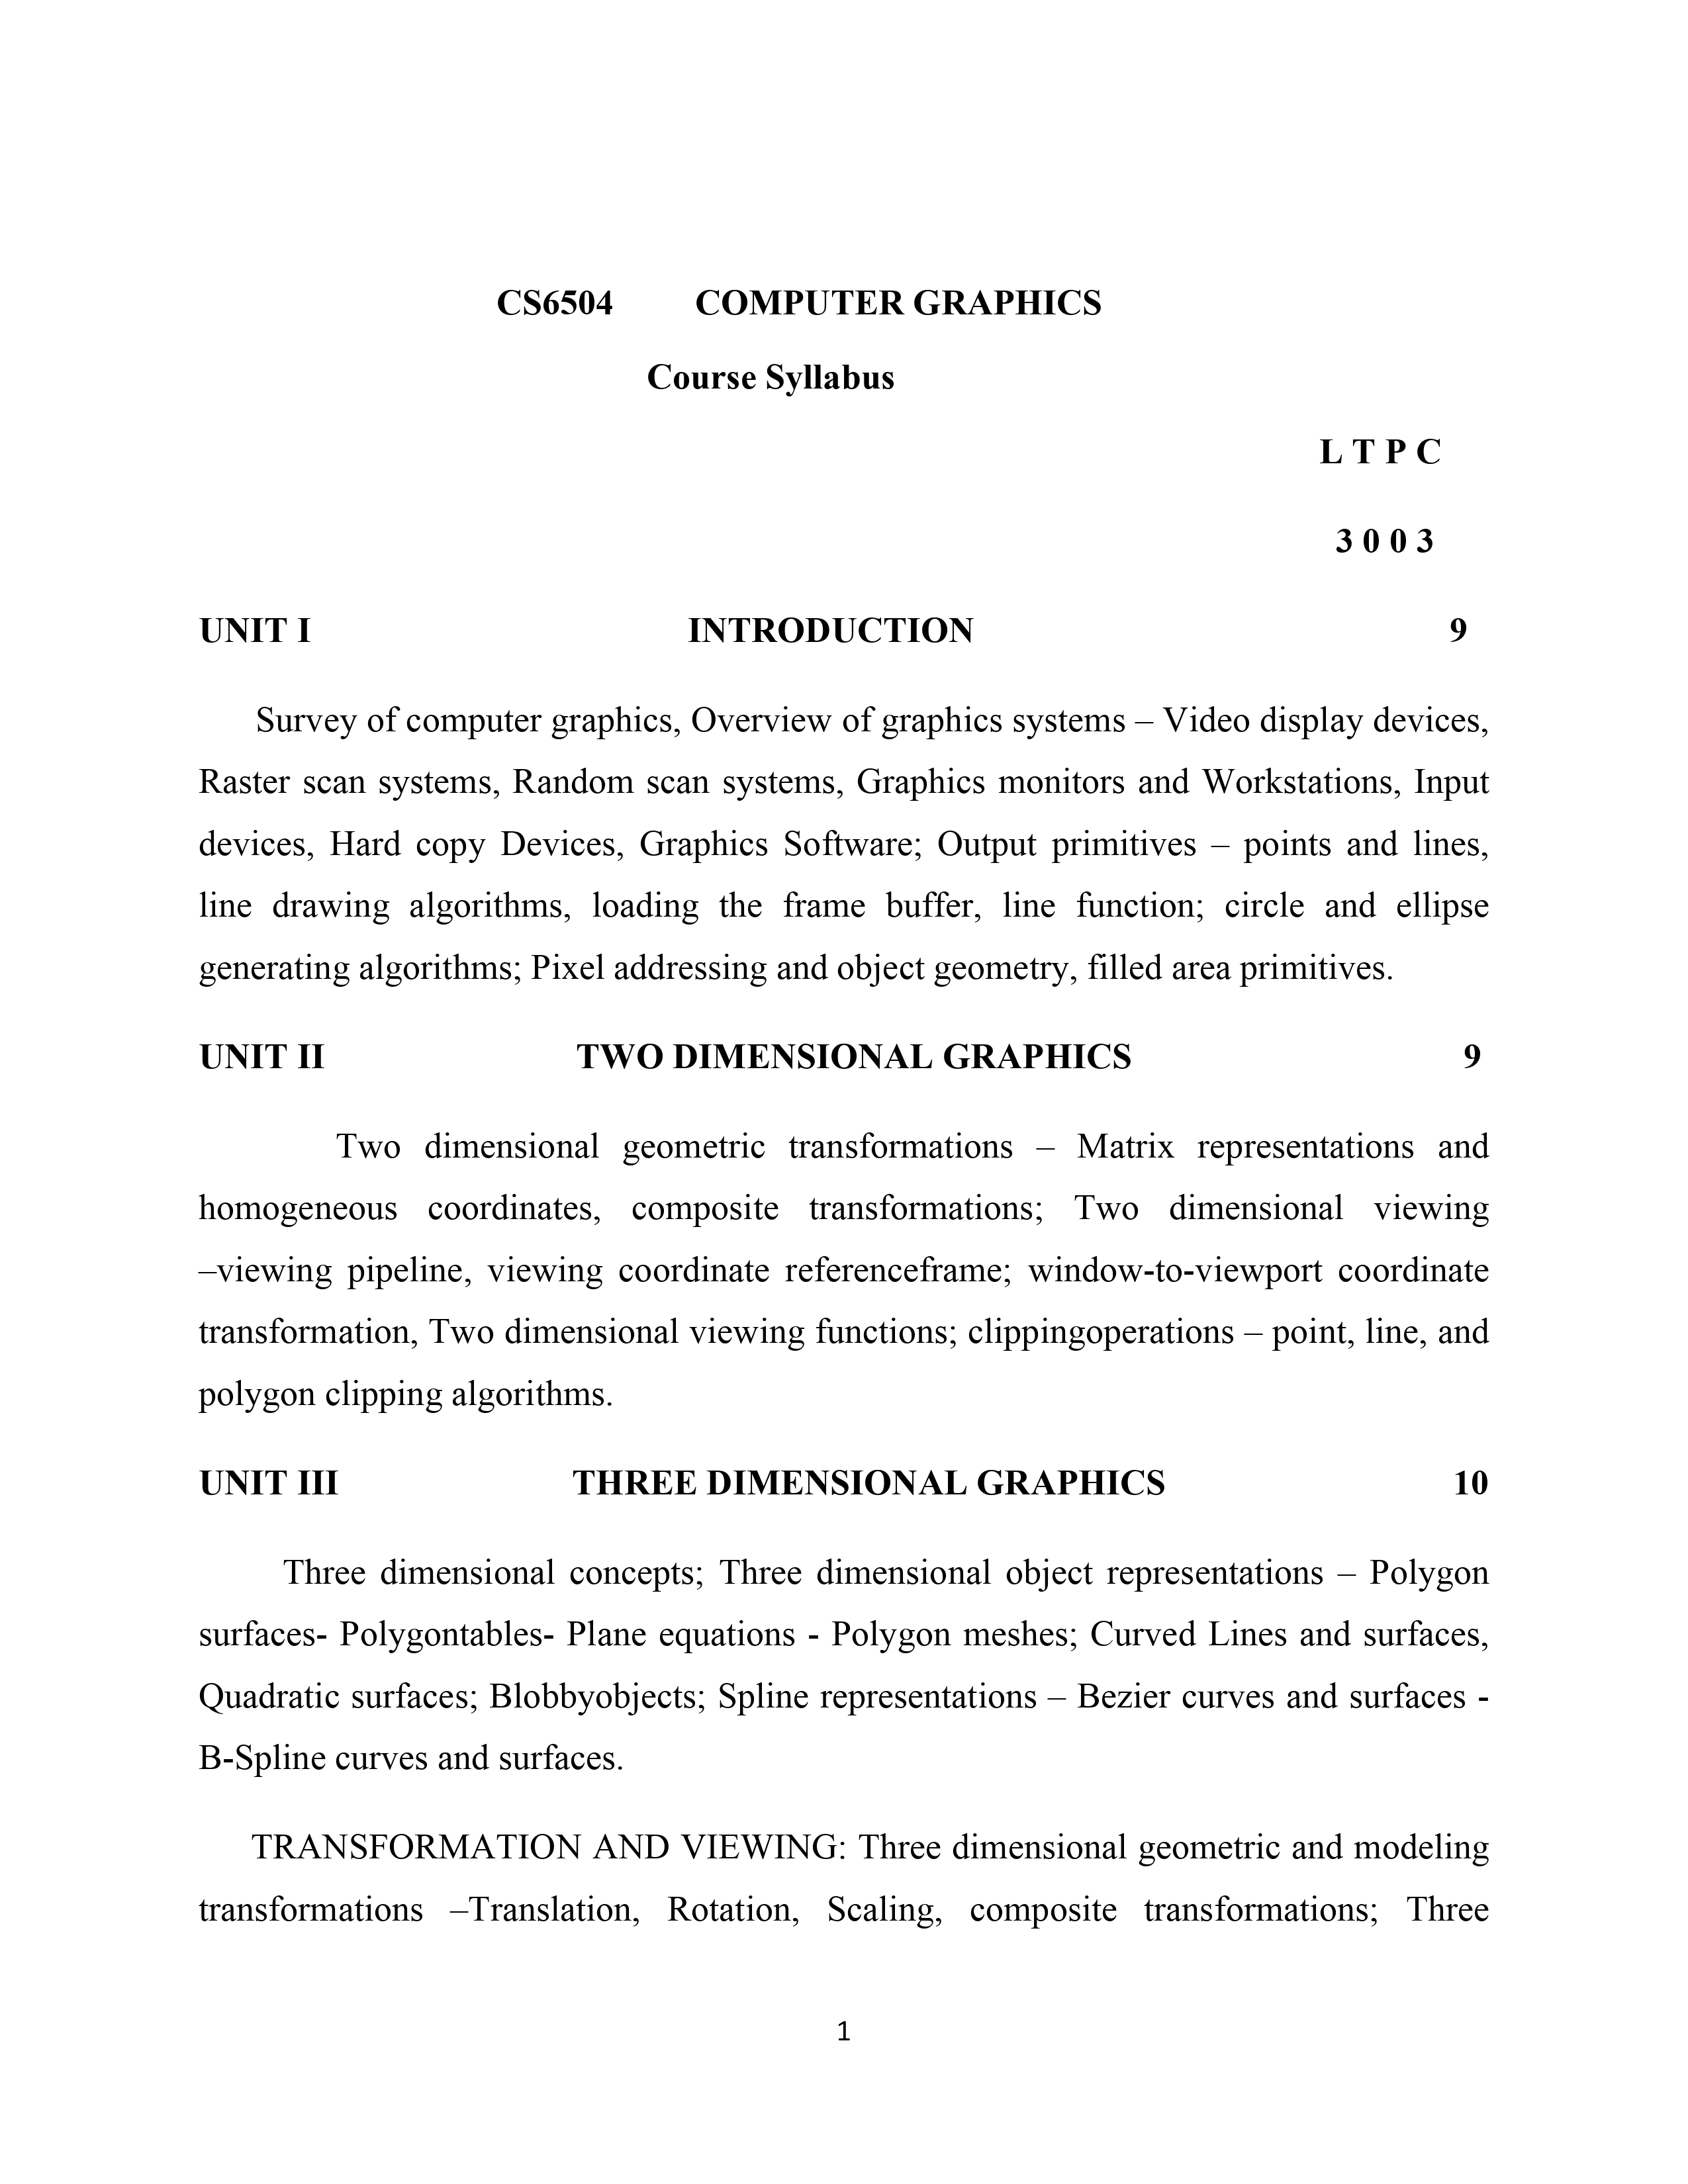 CS6504 COMPUTER GRAPHICS
Course Syllabus
L T P C
3 0 0 3
UNIT I INTRODUCTION 9
Survey of computer graphics, Overview of graphics systems – Video display devices,
Raster scan systems, Random scan systems, Graphics monitors and Workstations, Input
devices, Hard copy Devices, Graphics Software; Output primitives – points and lines,
line drawing algorithms, loading the frame buffer, line function; circle and ellipse
generating algorithms; Pixel addressing and object geometry, filled area primitives.
UNIT II TWO DIMENSIONAL GRAPHICS 9
Two dimensional geometric transformations – Matrix representations and
homogeneous coordinates, composite transformations; Two dimensional viewing
–viewing pipeline, viewing coordinate referenceframe; window-to-viewport coordinate
transformation, Two dimensional viewing functions; clippingoperations – point, line, and
polygon clipping algorithms.
UNIT III THREE DIMENSIONAL GRAPHICS 10
Three dimensional concepts; Three dimensional object representations – Polygon
surfaces- Polygontables- Plane equations - Polygon meshes; Curved Lines and surfaces,
Quadratic surfaces; Blobbyobjects; Spline representations – Bezier curves and surfaces -
B-Spline curves and surfaces.
TRANSFORMATION AND VIEWING: Three dimensional geometric and modeling
transformations –Translation, Rotation, Scaling, composite transformations; Three
1